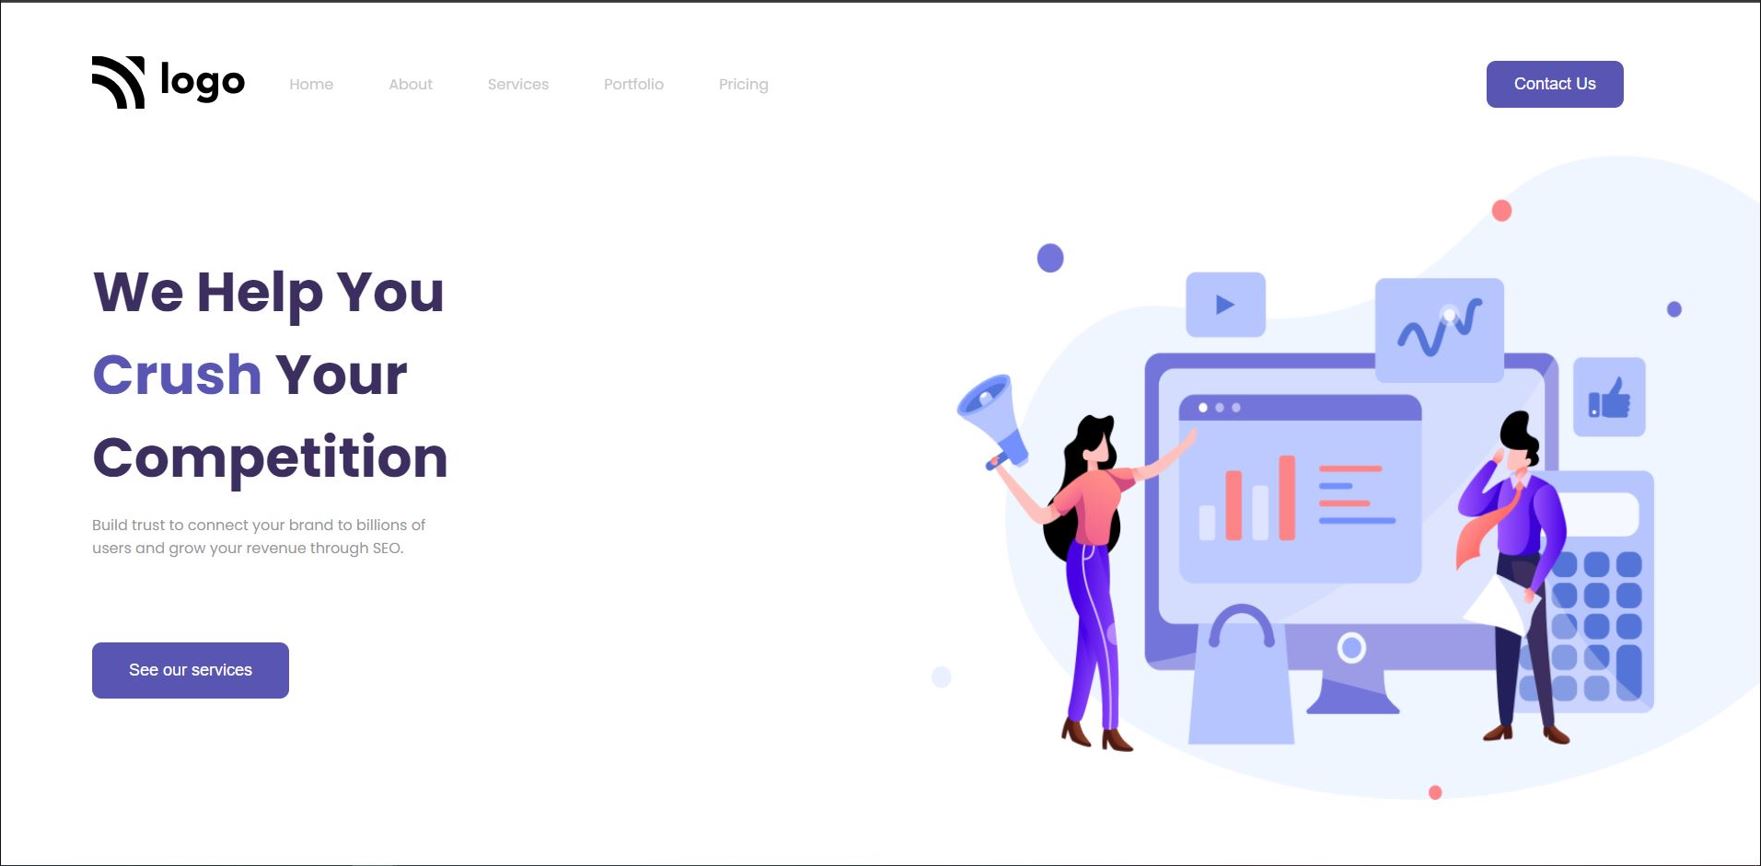 logo
Home
About
Services
Portfolio
Pricing
Contact Us
We Help You
Crush Your
Competition
Build trust to connect your brand to billions of
users and grow your revenue through SEO.
See our services